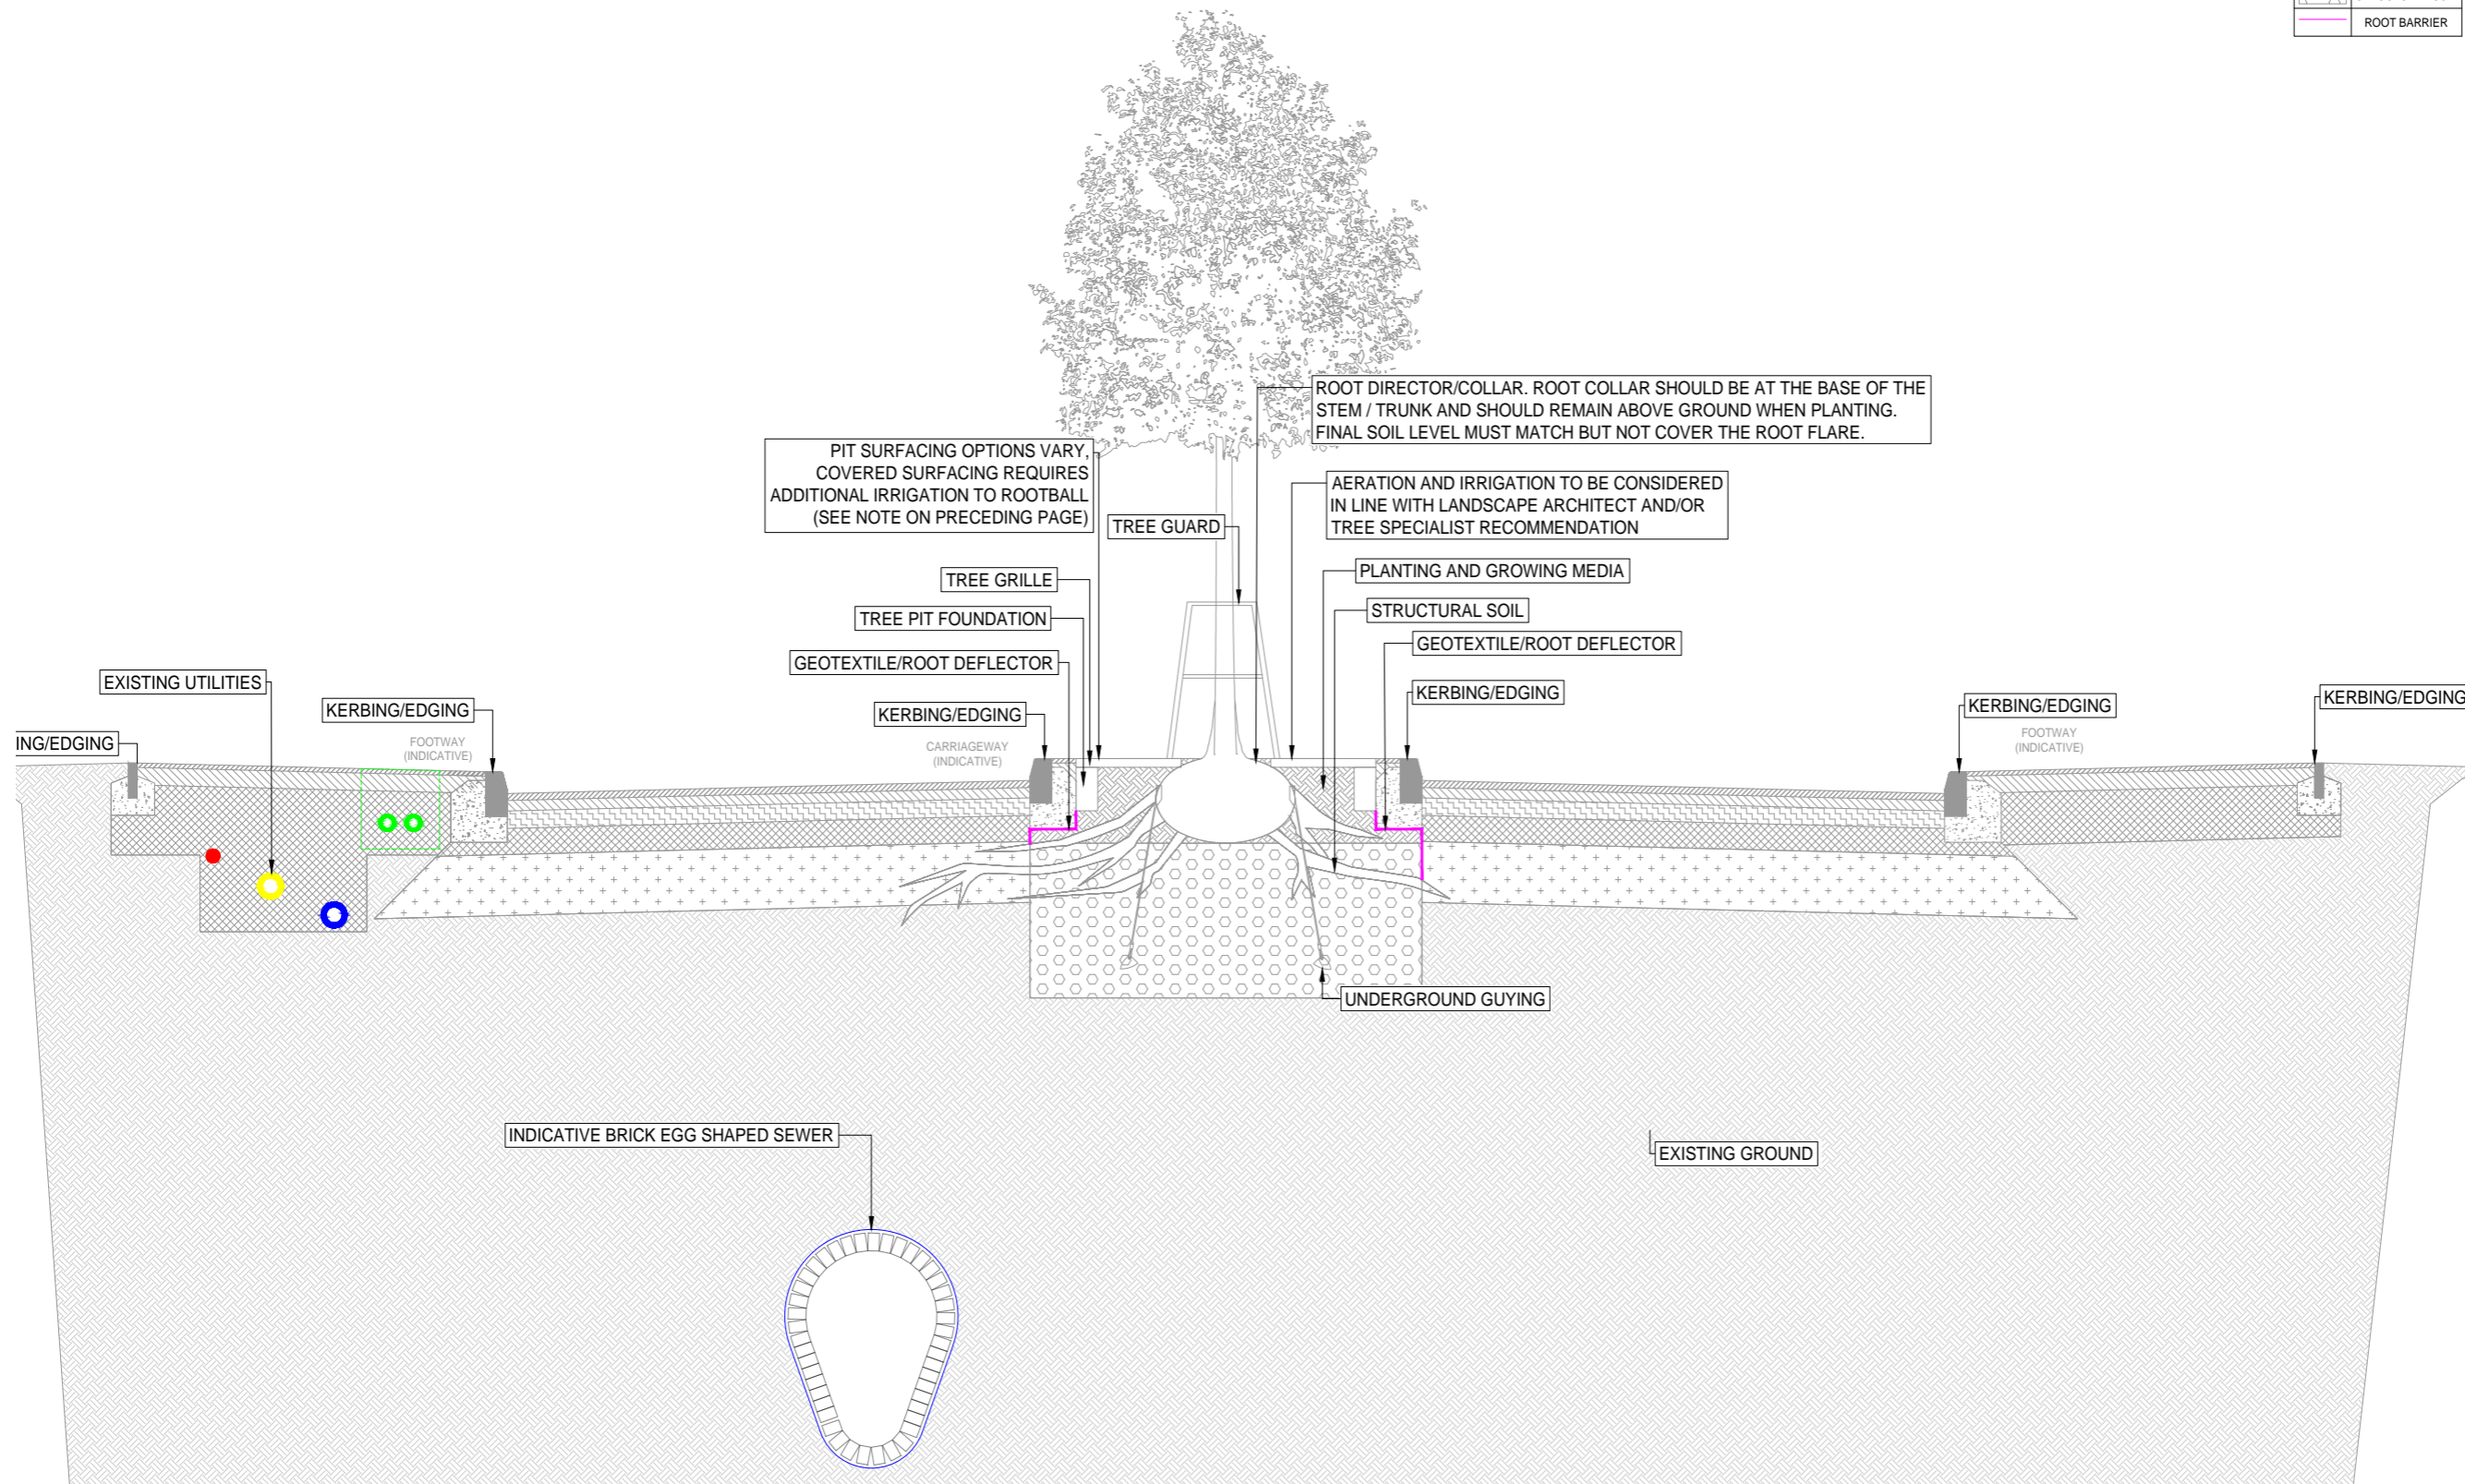 ROOT BARRIER
ROOT DIRECTOR/COLLAR. ROOT COLLAR SHOULD BE AT THE BASE OF THE
STEM / TRUNK AND SHOULD REMAIN ABOVE GROUND WHEN PLANTING.
FINAL SOIL LEVEL MUST MATCH BUT NOT COVER THE ROOT FLARE.
PIT SURFACING OPTIONS VARY,
COVERED SURFACING REQUIRES
ADDITIONAL IRRIGATION TO ROOTBALL
(SEE NOTE ON PRECEDING PAGE)
AERATION AND IRRIGATION TO BE CONSIDERED
IN LINE WITH LANDSCAPE ARCHITECT AND/OR
TREE SPECIALIST RECOMMENDATION
TREE GUARD
TREE GRILLE
PLANTING AND GROWING MEDIA
TREE PIT FOUNDATION
STRUCTURAL SOIL
GEOTEXTILE/ROOT DEFLECTOR
GEOTEXTILE/ROOT DEFLECTOR
EXISTING UTILITIES
KERBING/EDGING
KERBING/EDGING
KERBING/EDGING
KERBING/EDGING
KERBING/EDGING
ING/EDGING
FOOTWAY
(INDICATIVE)
CARRIAGEWAY
(INDICATIVE)
FOOTWAY
(INDICATIVE)
UNDERGROUND GUYING
INDICATIVE BRICK EGG SHAPED SEWER
EXISTING GROUND